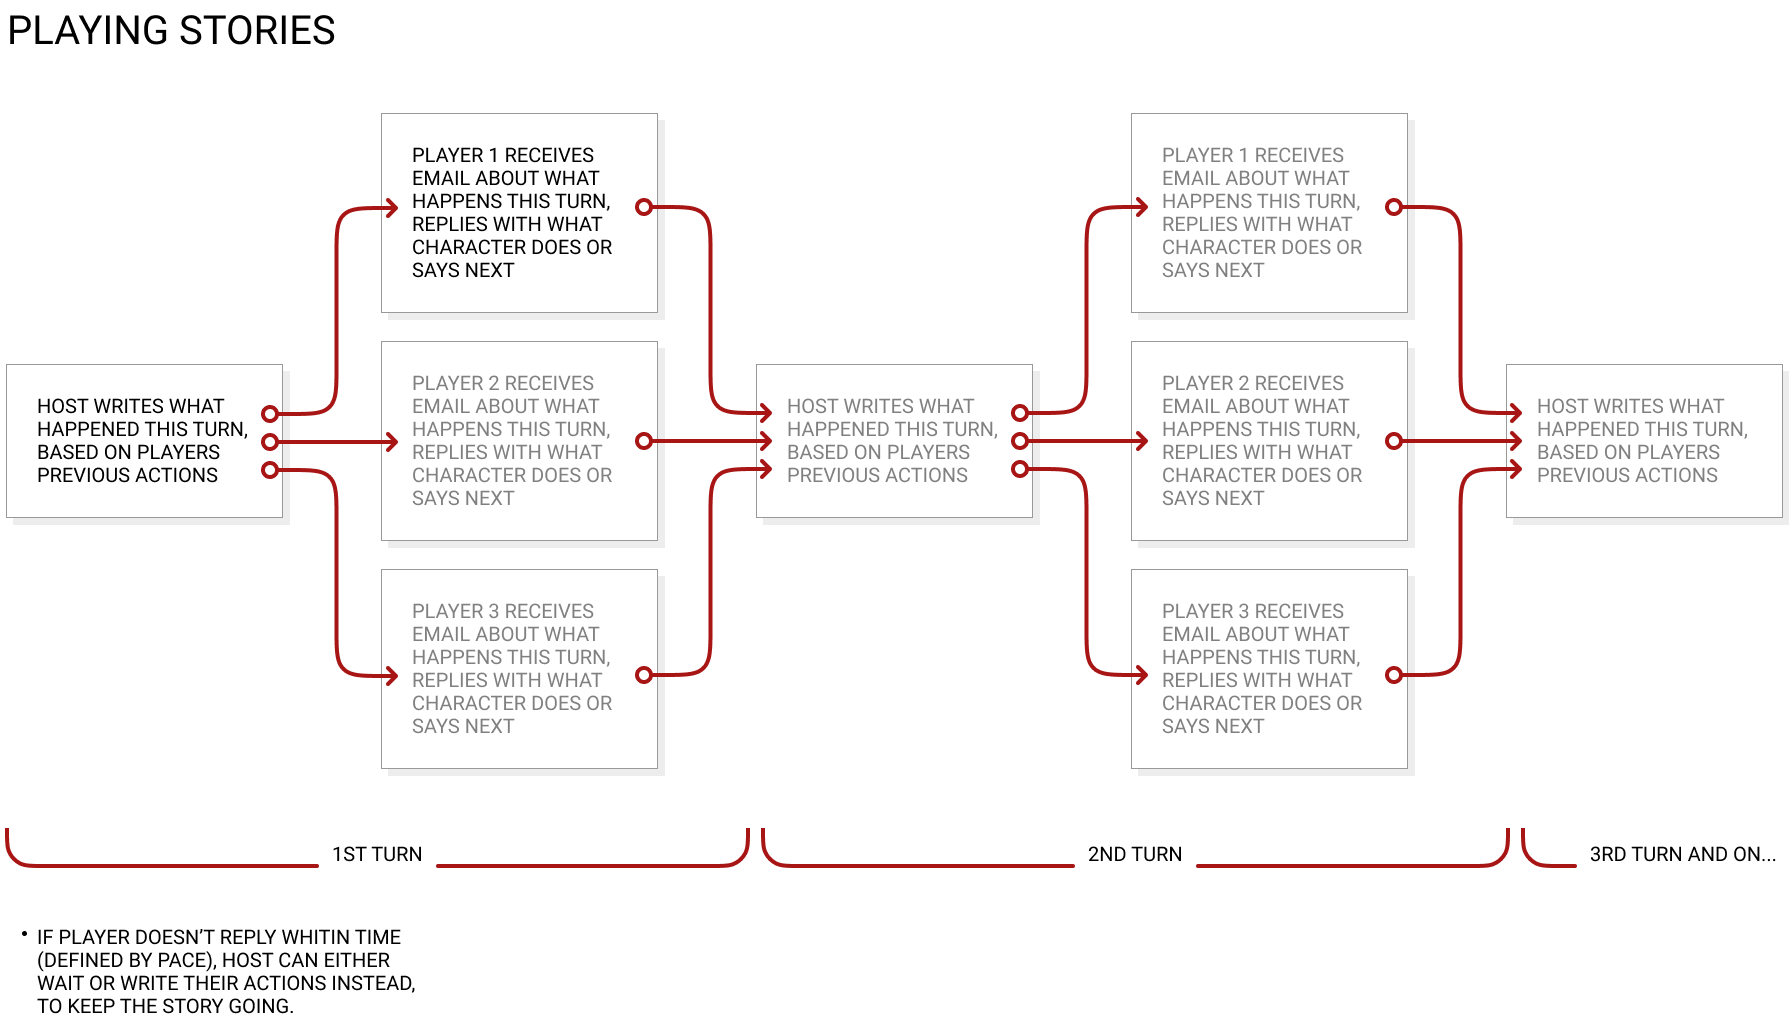 PLAYING STORIES
HOST WRITES WHAT
HAPPENED THIS TURN,
BASED ON PLAYERS
PREVIOUS ACTIONS
PLAYER 1 RECEIVES
EMAIL ABOUT WHAT
HAPPENS THIS TURN,
REPLIES WITH WHAT
CHARACTER DOES OR
SAYS NEXT
PLAYER 2 RECEIVES
EMAIL ABOUT WHAT
HAPPENS THIS TURN,
REPLIES WITH WHAT
CHARACTER DOES OR
SAYS NEXT
PLAYER 3 RECEIVES
EMAIL ABOUT WHAT
HAPPENS THIS TURN,
REPLIES WITH WHAT
CHARACTER DOES OR
SAYS NEXT
HOST WRITES WHAT
HAPPENED THIS TURN,
BASED ON PLAYERS
PREVIOUS ACTIONS
PLAYER 1 RECEIVES
EMAIL ABOUT WHAT
HAPPENS THIS TURN,
REPLIES WITH WHAT
CHARACTER DOES OR
SAYS NEXT
PLAYER 2 RECEIVES
EMAIL ABOUT WHAT
HAPPENS THIS TURN,
REPLIES WITH WHAT
CHARACTER DOES OR
SAYS NEXT
PLAYER 3 RECEIVES
EMAIL ABOUT WHAT
HAPPENS THIS TURN,
REPLIES WITH WHAT
CHARACTER DOES OR
SAYS NEXT
HOST WRITES WHAT
HAPPENED THIS TURN,
BASED ON PLAYERS
PREVIOUS ACTIONS
1ST TURN
2ND TURN
3RD TURN AND ON...
• IF PLAYER DOESN’T REPLY WHITIN TIME
(DEFINED BY PACE), HOST CAN EITHER
WAIT OR WRITE THEIR ACTIONS INSTEAD,
TO KEEP THE STORY GOING.